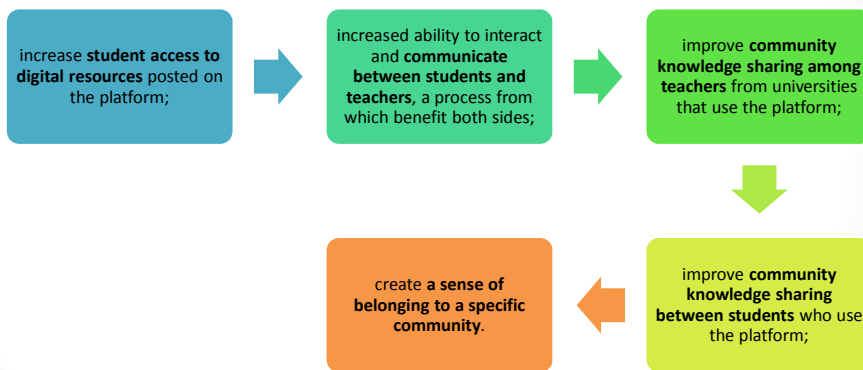 increase student access to
digital resources posted on
the platform;
increased ability to interact
and communicate
between students and
teachers, a process from
which benefit both sides;
improve community
knowledge sharing among
teachers from universities
that use the platform;
improve community
knowledge sharing
between students who use
the platform;
create a sense of
belonging to a specific
community.